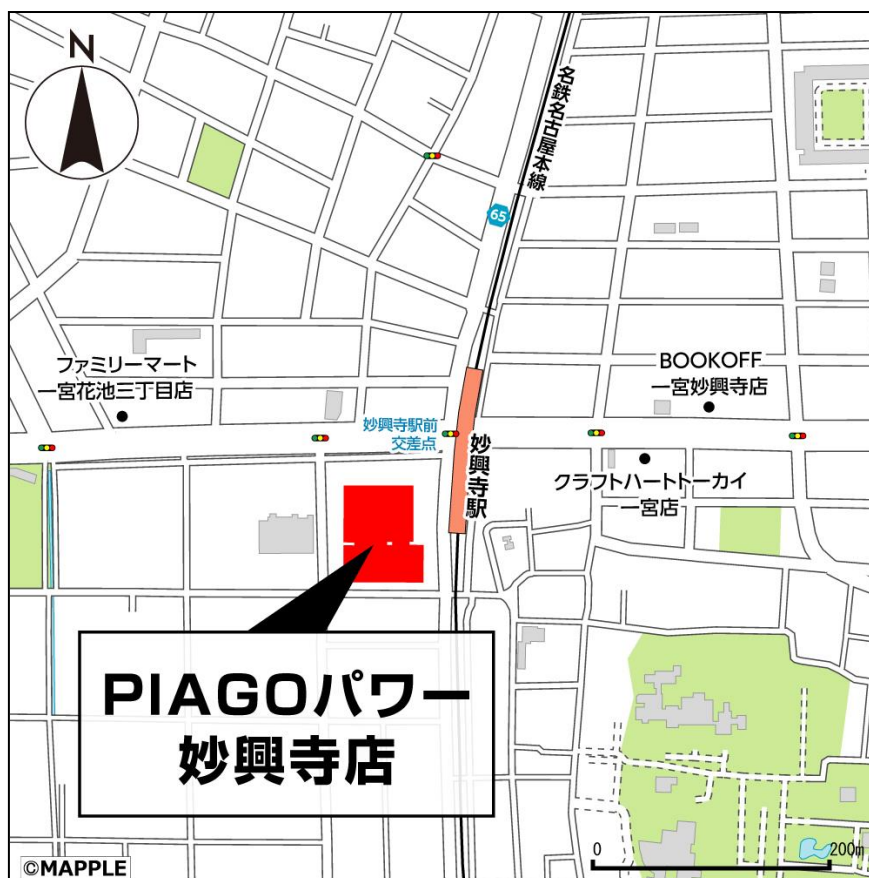 N
名鉄名古屋本線
65
ファミリーマート
一宮花池三丁目店
BOOKOFF
一宮妙興寺店
妙興寺駅前
交差点
妙興寺駅
クラフトハートトーカイ
一宮店
PIAGOパワー
妙興寺店
0 200m
©MAPPLE